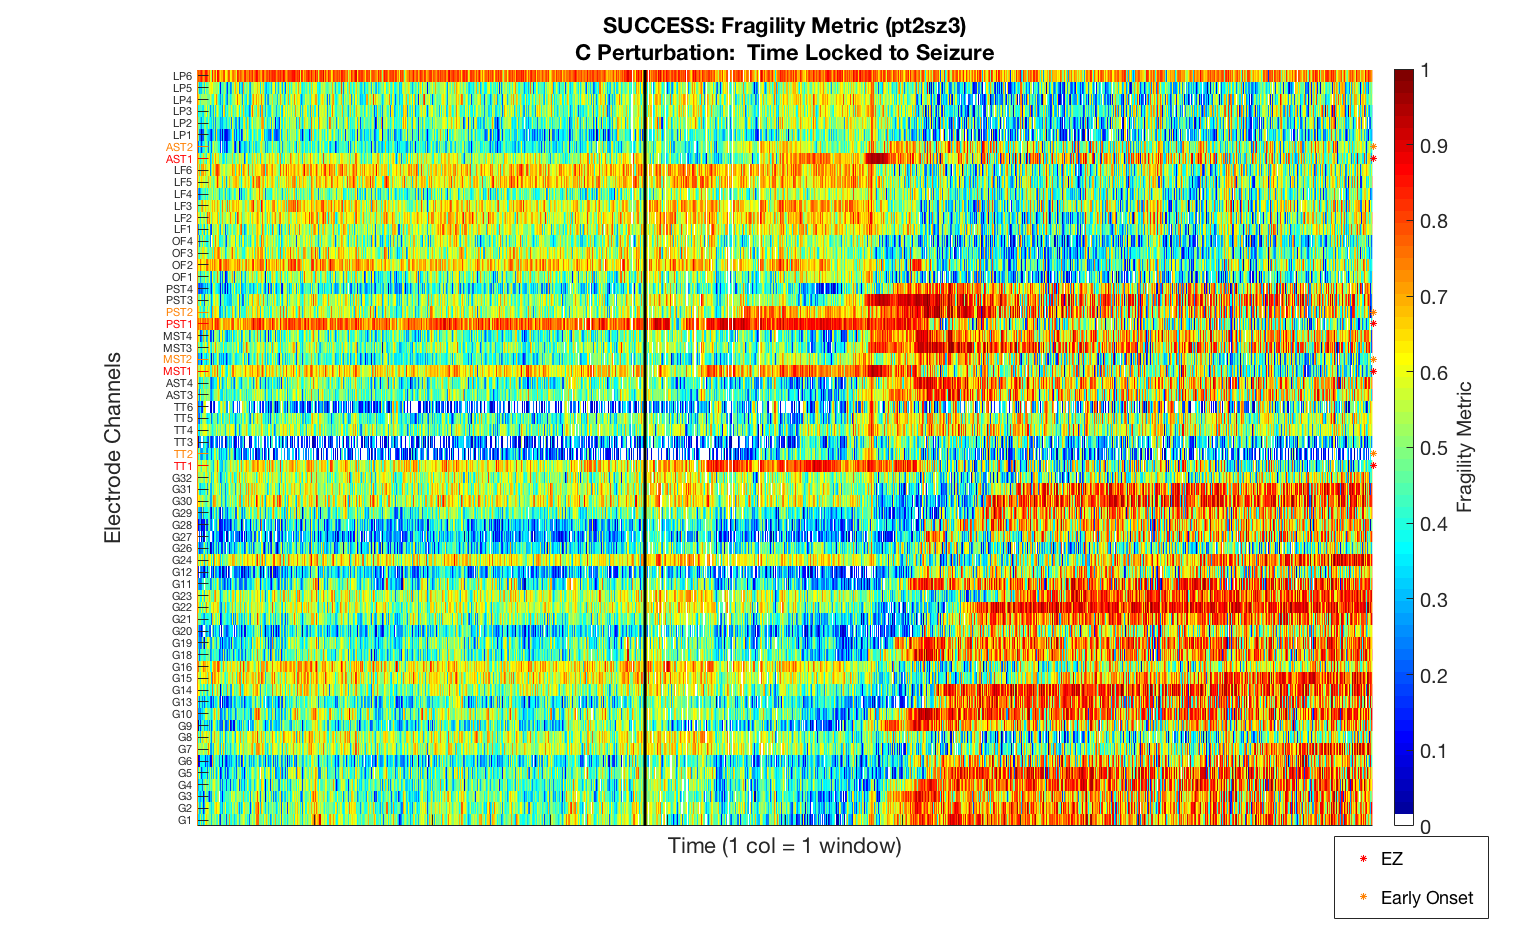 SUCCESS: Fragility Metric (pt2sz3)
C Perturbation:  Time Locked to Seizure
Electrode Channels
LP6
LP5
LP4
LP3
LP2
LP1
AST2
AST1
LF6
LF5
LF4
LF3
LF2
LF1
OF4
OF3
OF2
OF1
PST4
PST3
PST2
PST1
MST4
MST3
MST2
MST1
AST4
AST3
TT6
TT5
TT4
TT3
TT2
TT1
G32
G31
G30
G29
G28
G27
G26
G24
G12
G11
G23
G22
G21
G20
G19
G18
G16
G15
G14
G13
G10
G9
G8
G7
G6
G5
G4
G3
G2
G1
Time (1 col = 1 window)
1
0.9
0.8
0.7
0.6
0.5
0.4
0.3
0.2
0.1
0
Fragility Metric
EZ
Early Onset